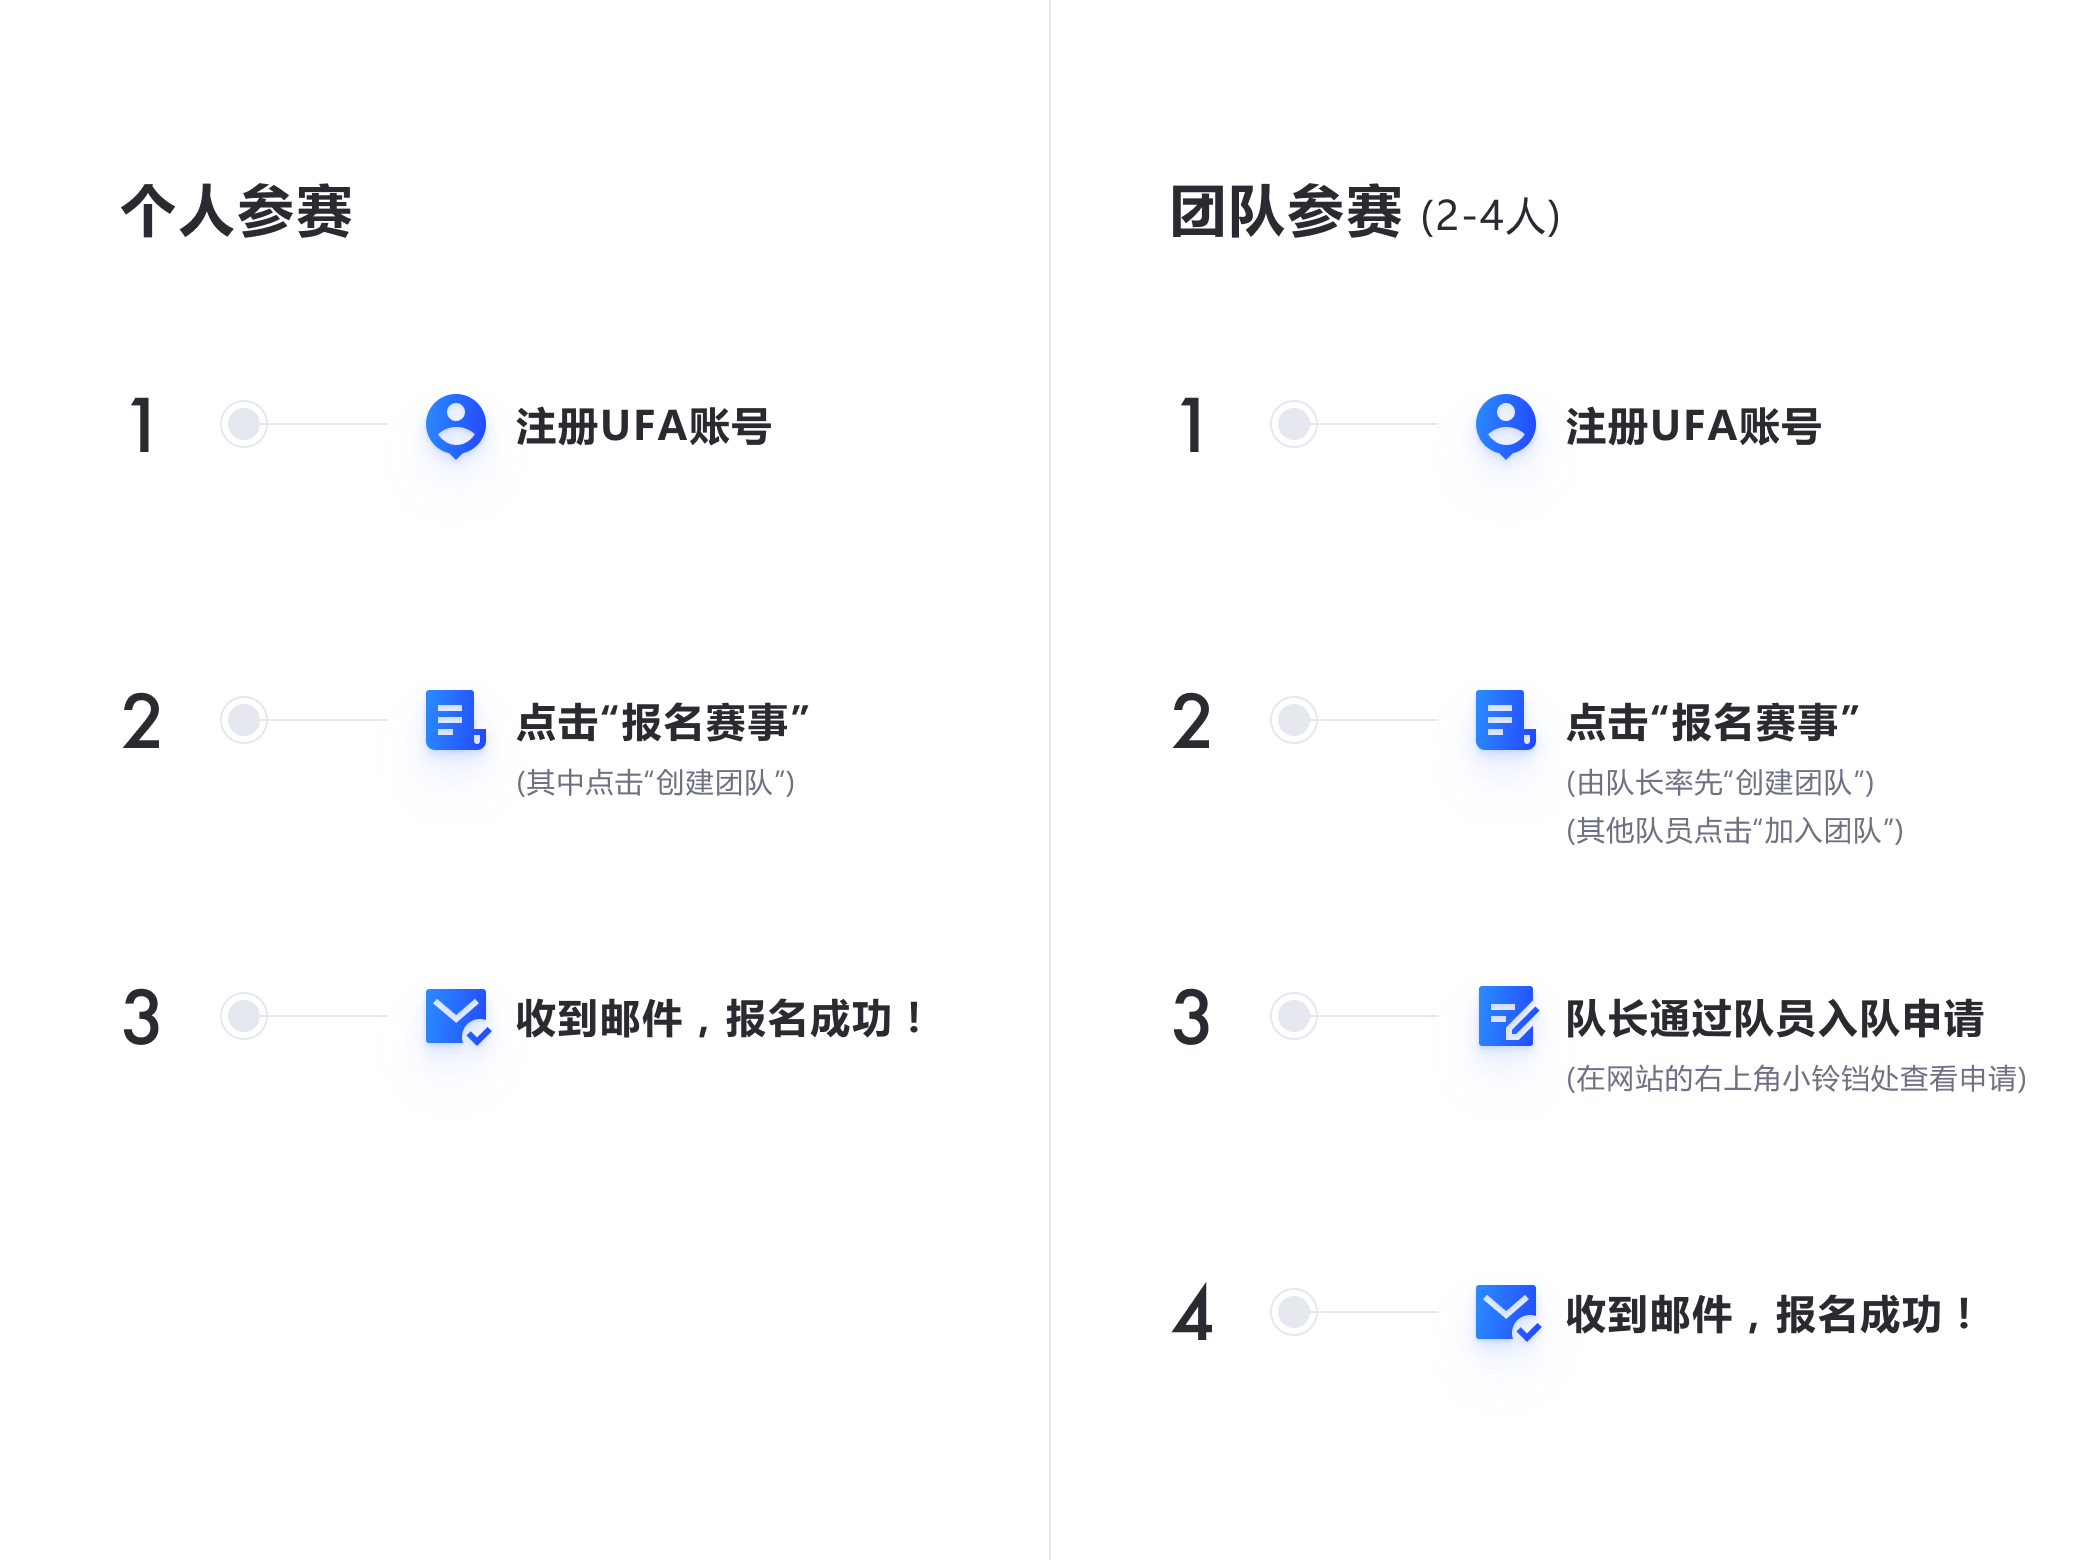 个人参赛
1
注册UFA账号
2
点击“报名赛事”
(其中点击“创建团队”)
3
收到邮件，报名成功！
团队参赛 (2-4人)
1
注册UFA账号
2
点击“报名赛事”
(由队长率先“创建团队”)
(其他队员点击“加入团队”)
3
队长通过队员入队申请
(在网站的右上角小铃铛处查看申请)
4
收到邮件，报名成功！